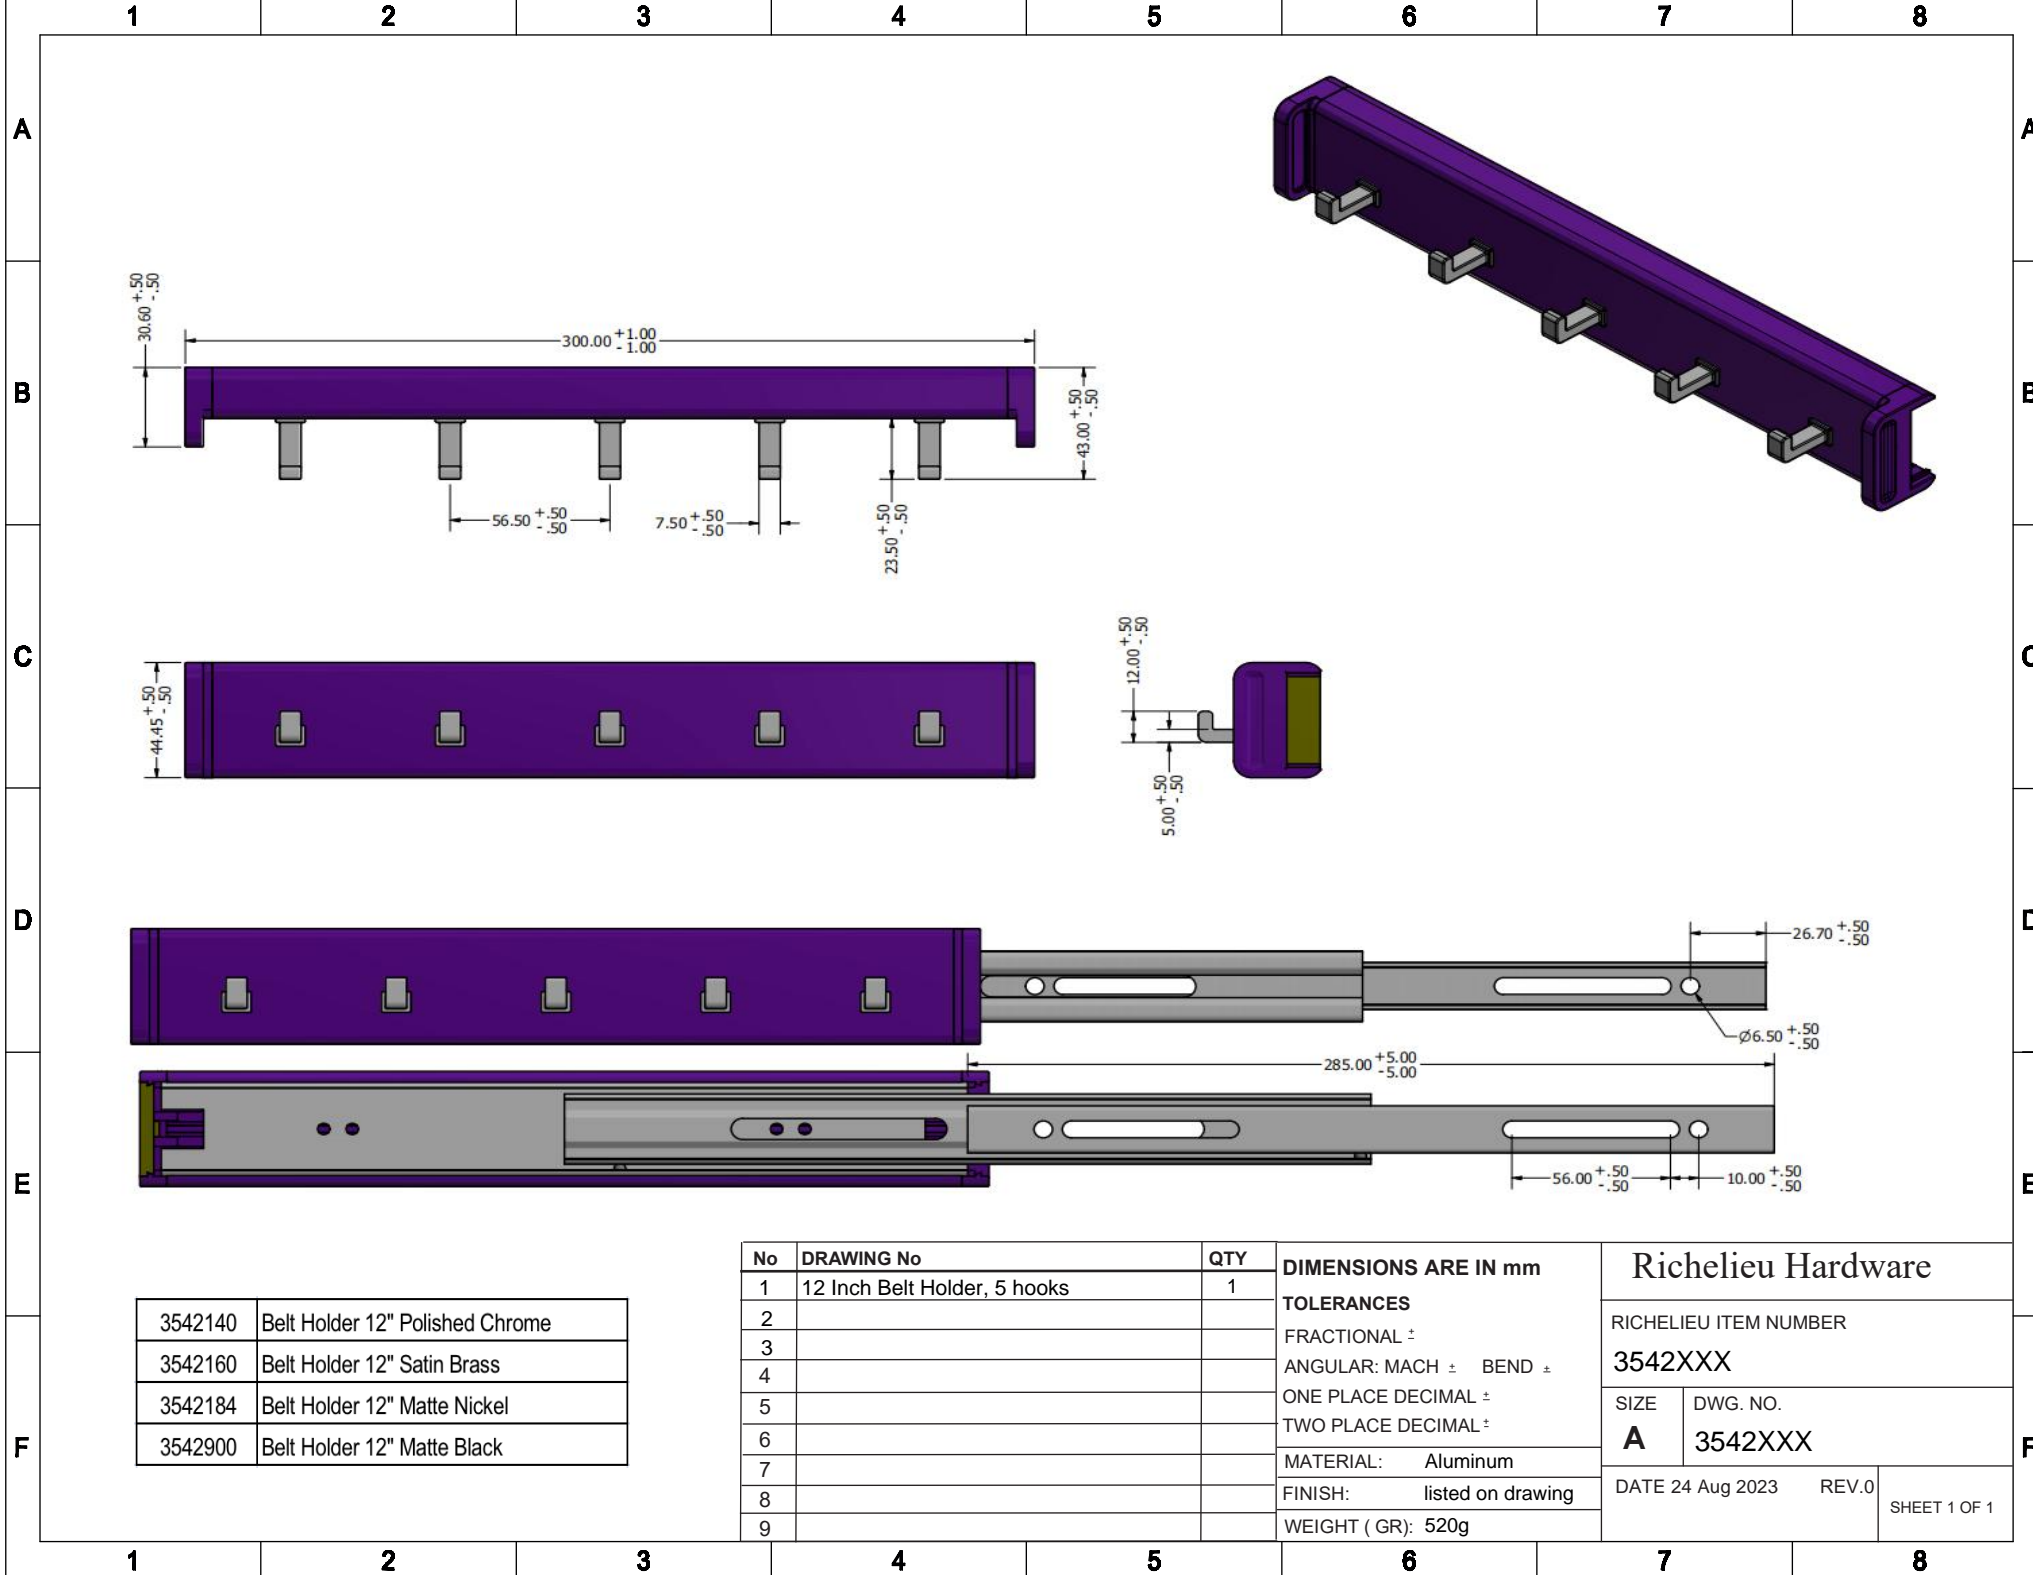 1 2 3 4 5 6 7 8
A A
B B
C C
D D
E E
F F
30.60 +.50 -.50
300.00 +1.00 -1.00
43.00 +.50 -.50
56.50 +.50 -.50
7.50 +.50 -.50
23.50 +.50 -.50
44.45 +.50 -.50
12.00 +.50 -.50
5.00 +.50 -.50
26.70 +.50 -.50
Ø6.50 +.50 -.50
285.00 +5.00 -5.00
56.00 +.50 -.50
10.00 +.50 -.50
3542140 Belt Holder 12" Polished Chrome
3542160 Belt Holder 12" Satin Brass
3542184 Belt Holder 12" Matte Nickel
3542900 Belt Holder 12" Matte Black
No DRAWING No QTY
1 12 Inch Belt Holder, 5 hooks 1
2
3
4
5
6
7
8
9
DIMENSIONS ARE IN mm
TOLERANCES
FRACTIONAL ±
ANGULAR: MACH ± BEND ±
ONE PLACE DECIMAL ±
TWO PLACE DECIMAL ±
MATERIAL: Aluminum
FINISH: listed on drawing
WEIGHT ( GR): 520g
Richelieu Hardware
RICHELIEU ITEM NUMBER
3542XXX
SIZE
A
DWG. NO.
3542XXX
DATE 24 Aug 2023 REV.0
SHEET 1 OF 1
1 2 3 4 5 6 7 8